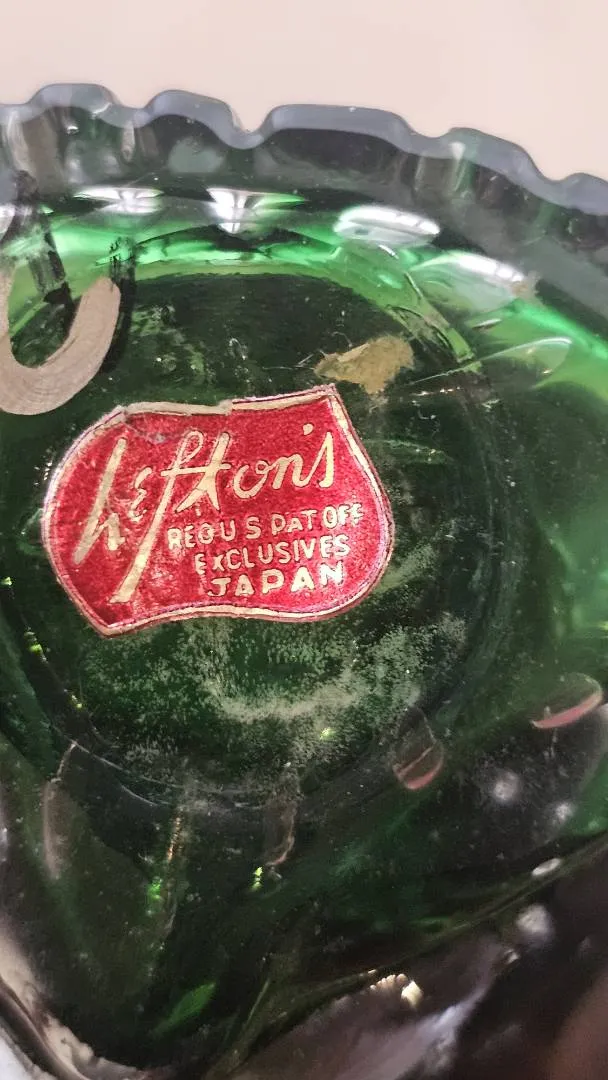 Lefton's
REG U S PAT OFF
EXCLUSIVES
JAPAN